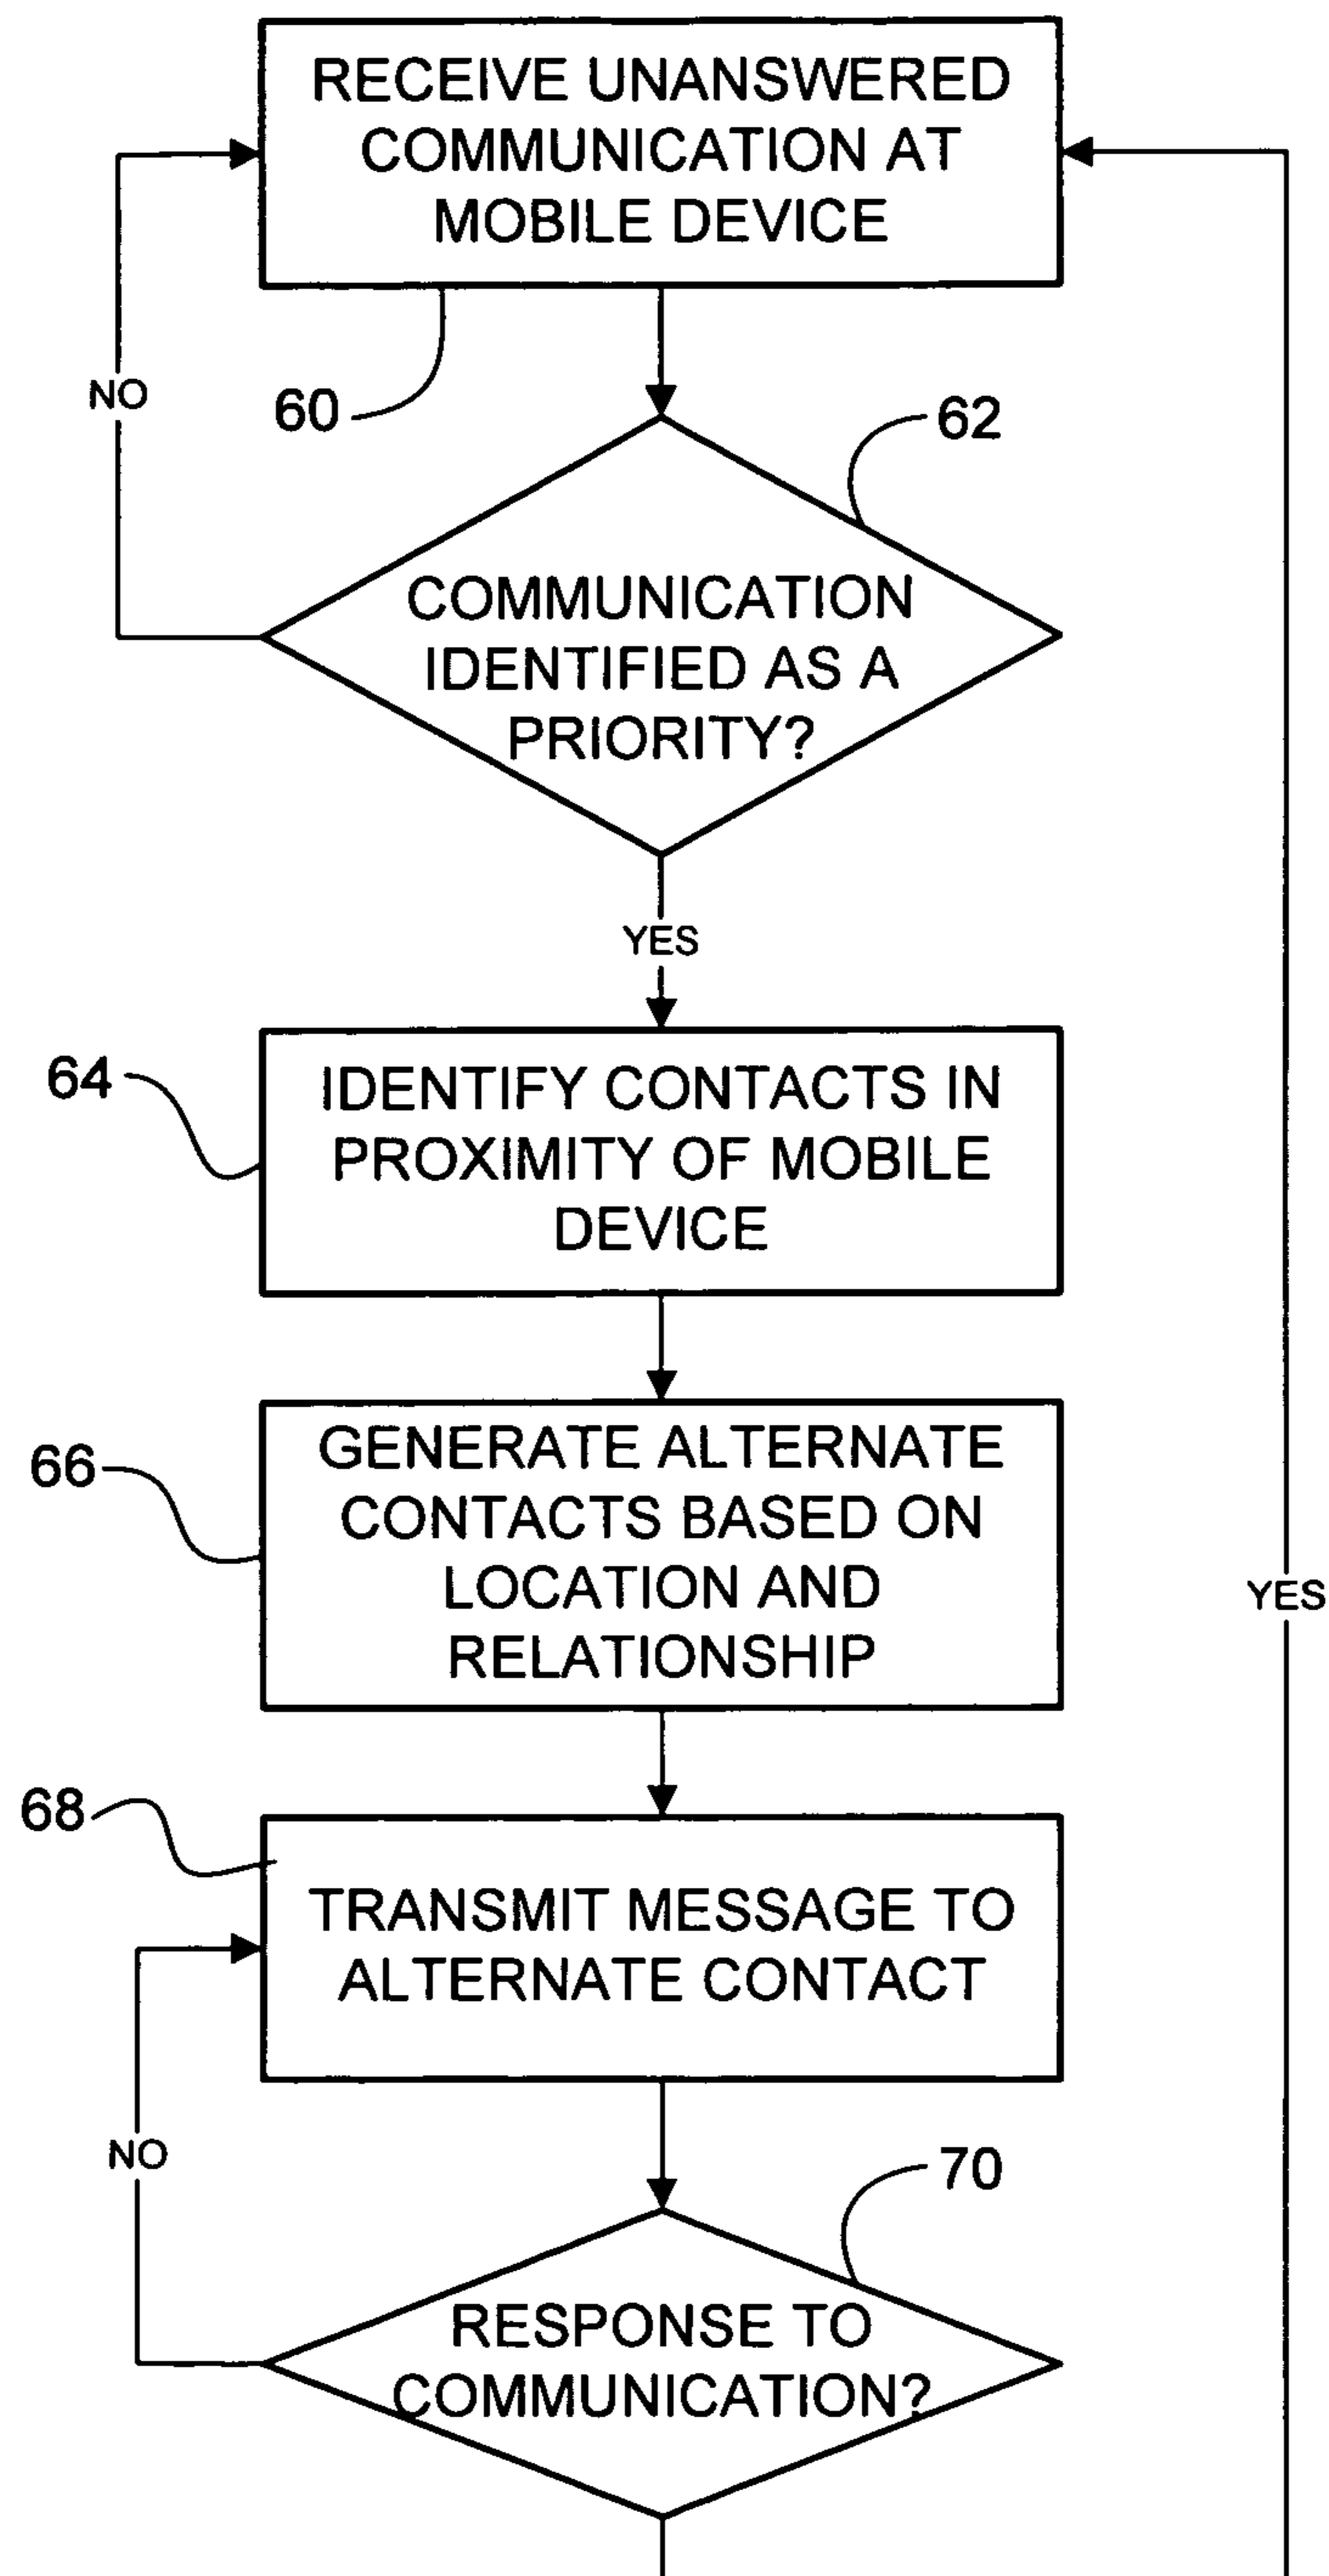 RECEIVE UNANSWERED
COMMUNICATION AT
MOBILE DEVICE
NO
60
62
COMMUNICATION
IDENTIFIED AS A
PRIORITY?
YES
64
IDENTIFY CONTACTS IN
PROXIMITY OF MOBILE
DEVICE
66
GENERATE ALTERNATE
CONTACTS BASED ON
LOCATION AND
RELATIONSHIP
YES
68
TRANSMIT MESSAGE TO
ALTERNATE CONTACT
NO
70
RESPONSE TO
COMMUNICATION?